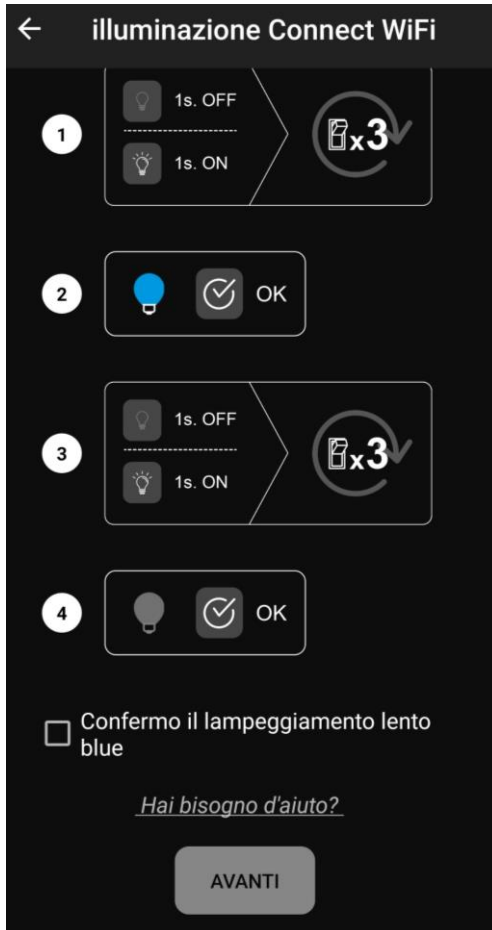 illuminazione Connect WiFi
1s. OFF
1
x3
1s. ON
2
OK
1s. OFF
3
x3
1s. ON
4
OK
Confermo il lampeggiamento lento
blue
Hai bisogno d'aiuto?
AVANTI